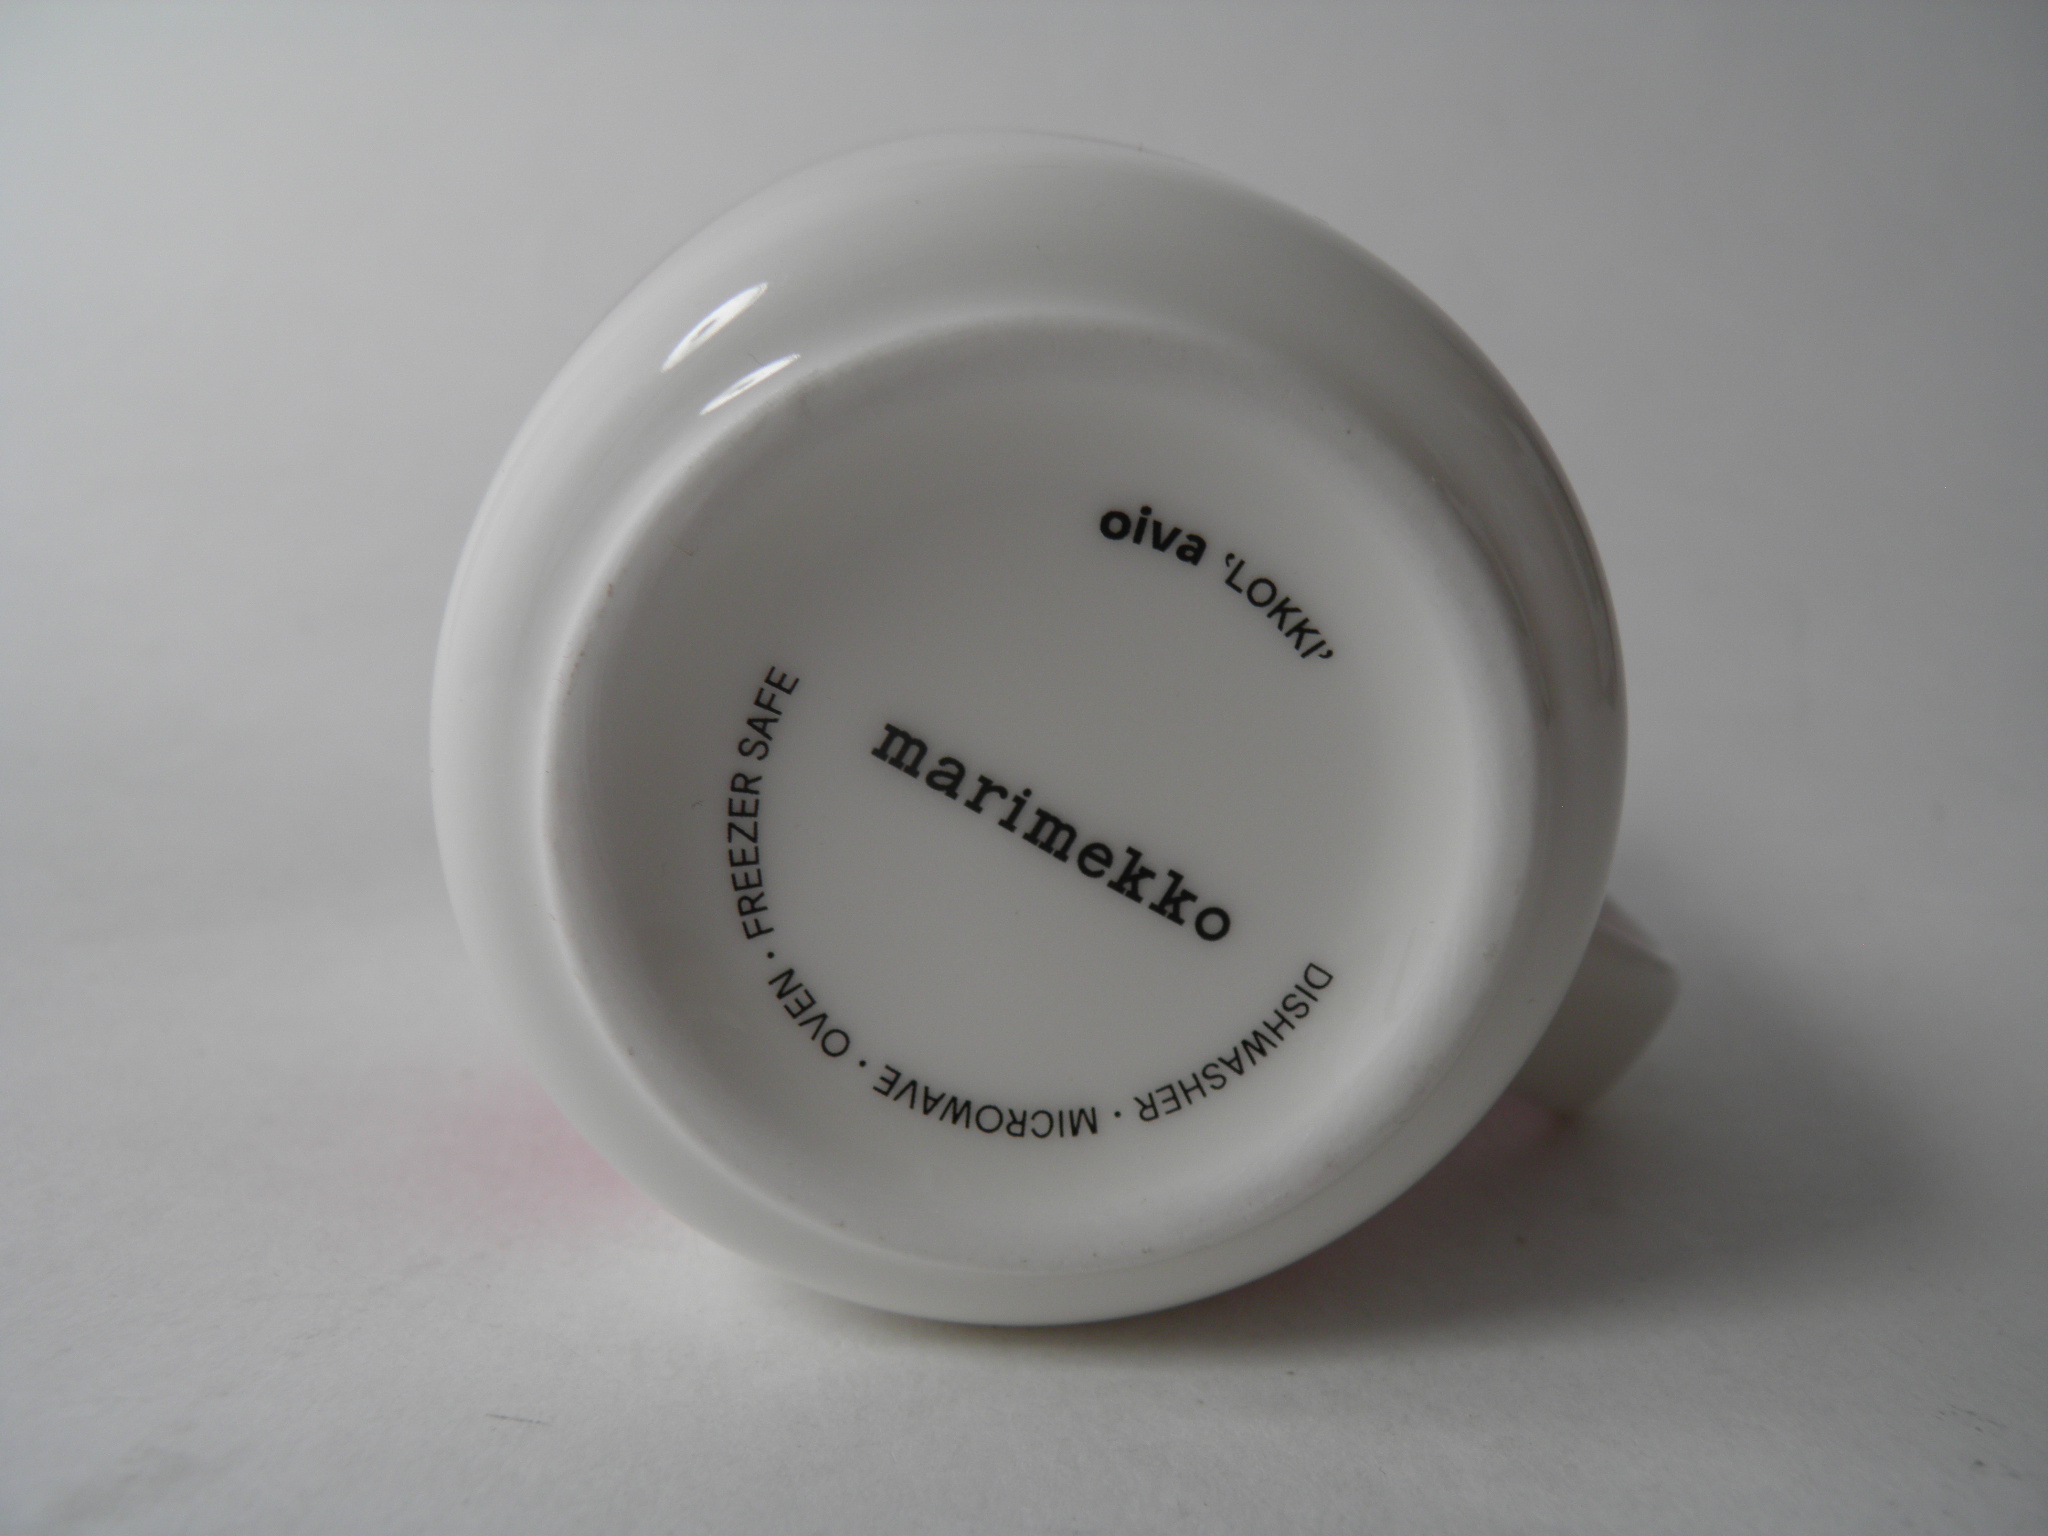 oiva ‘LOKKI’
marimekko
DISHWASHER · MICROWAVE · OVEN · FREEZER SAFE